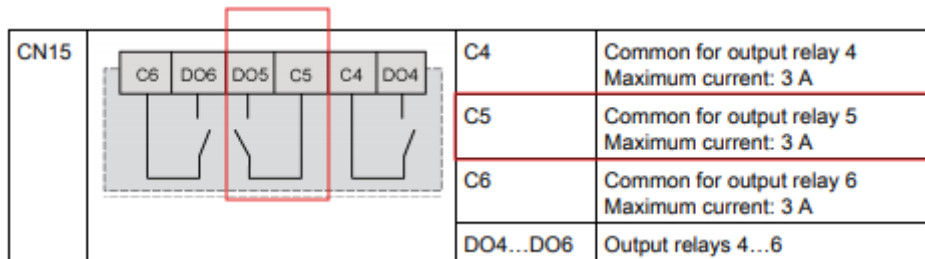 CN15
C6 DO6 DO5 C5 C4 DO4
C4 Common for output relay 4
Maximum current: 3 A
C5 Common for output relay 5
Maximum current: 3 A
C6 Common for output relay 6
Maximum current: 3 A
DO4...DO6 Output relays 4...6